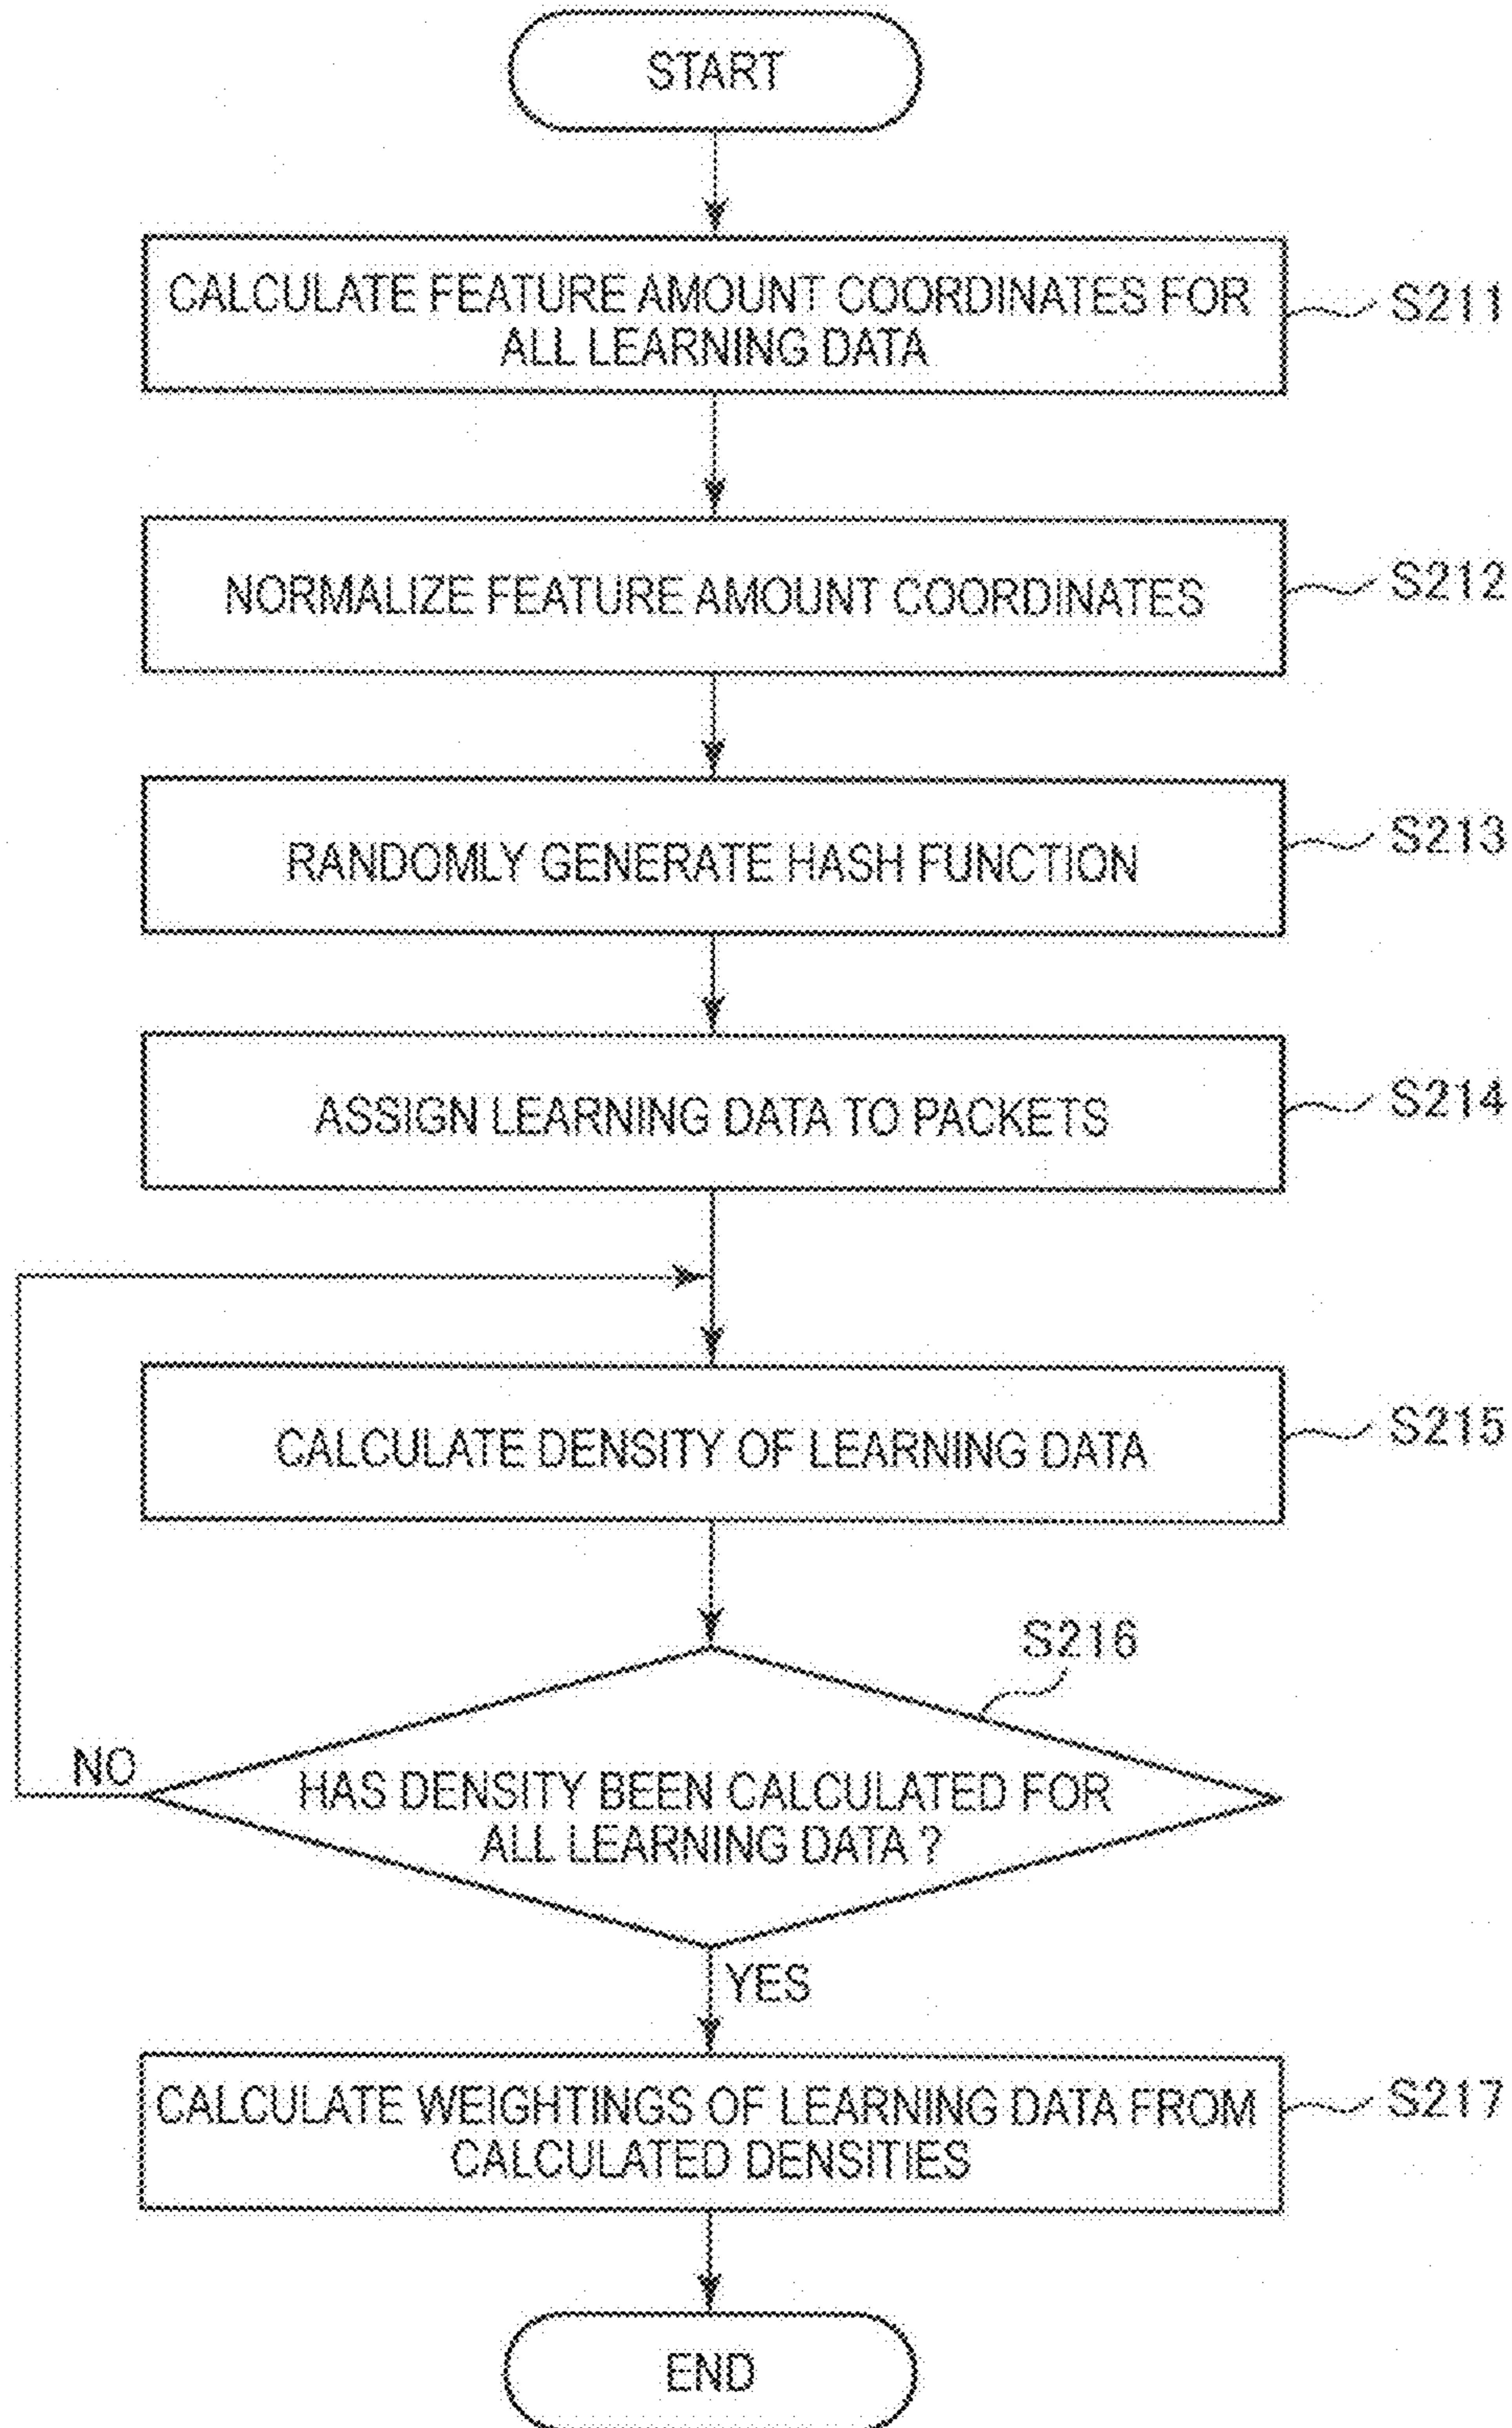 START
CALCULATE FEATURE AMOUNT COORDINATES FOR
ALL LEARNING DATA
S211
NORMALIZE FEATURE AMOUNT COORDINATES
S212
RANDOMLY GENERATE HASH FUNCTION
S213
ASSIGN LEARNING DATA TO PACKETS
S214
CALCULATE DENSITY OF LEARNING DATA
S215
S216
NO
HAS DENSITY BEEN CALCULATED FOR
ALL LEARNING DATA ?
YES
CALCULATE WEIGHTINGS OF LEARNING DATA FROM
CALCULATED DENSITIES
S217
END